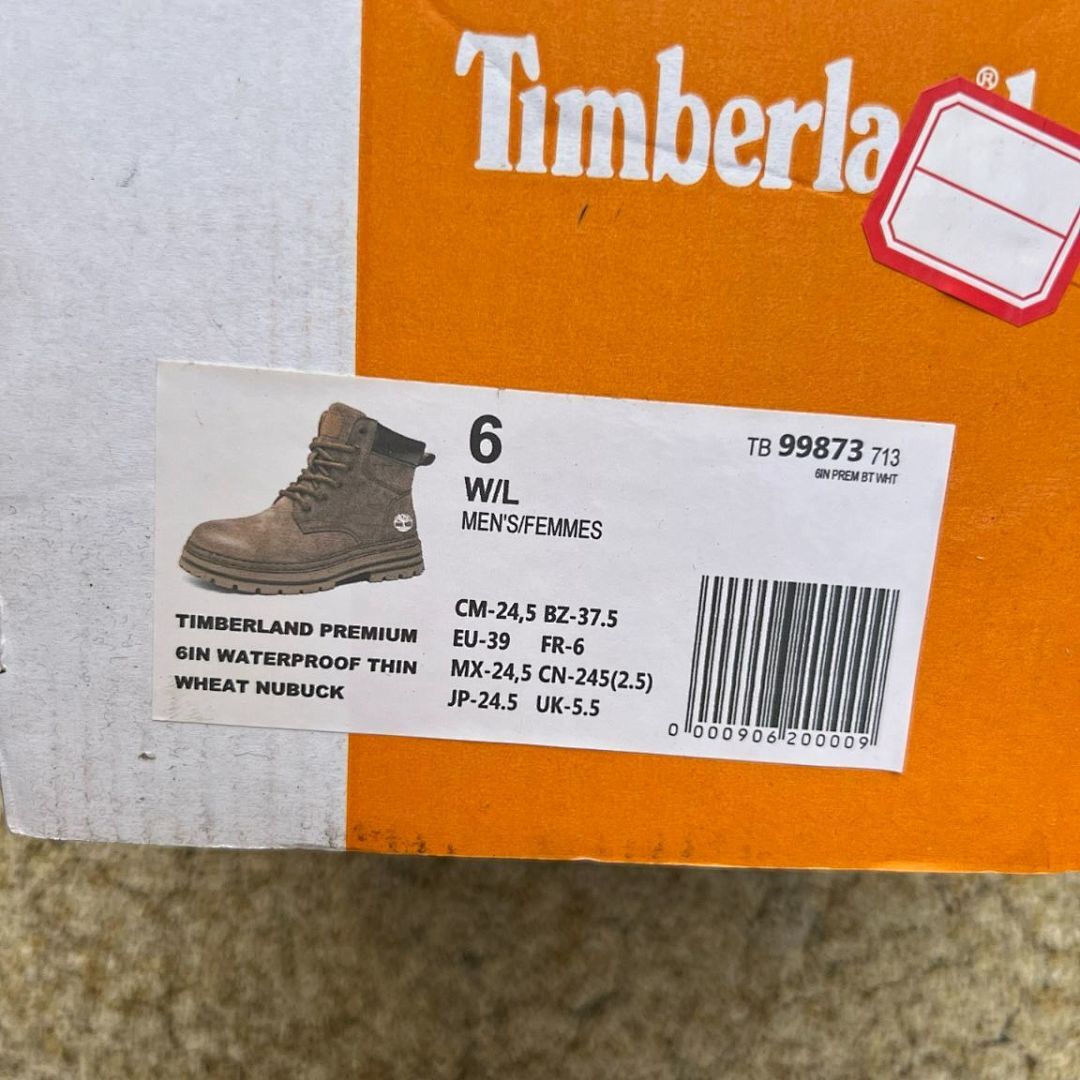 Timberla ®
6
W/L
MEN'S/FEMMES
TB 99873 713
6IN PREM BT WHT
TIMBERLAND PREMIUM
6IN WATERPROOF THIN
WHEAT NUBUCK
CM-24,5 BZ-37.5
EU-39 FR-6
MX-24,5 CN-245(2.5)
JP-24.5 UK-5.5
0 000906 200009